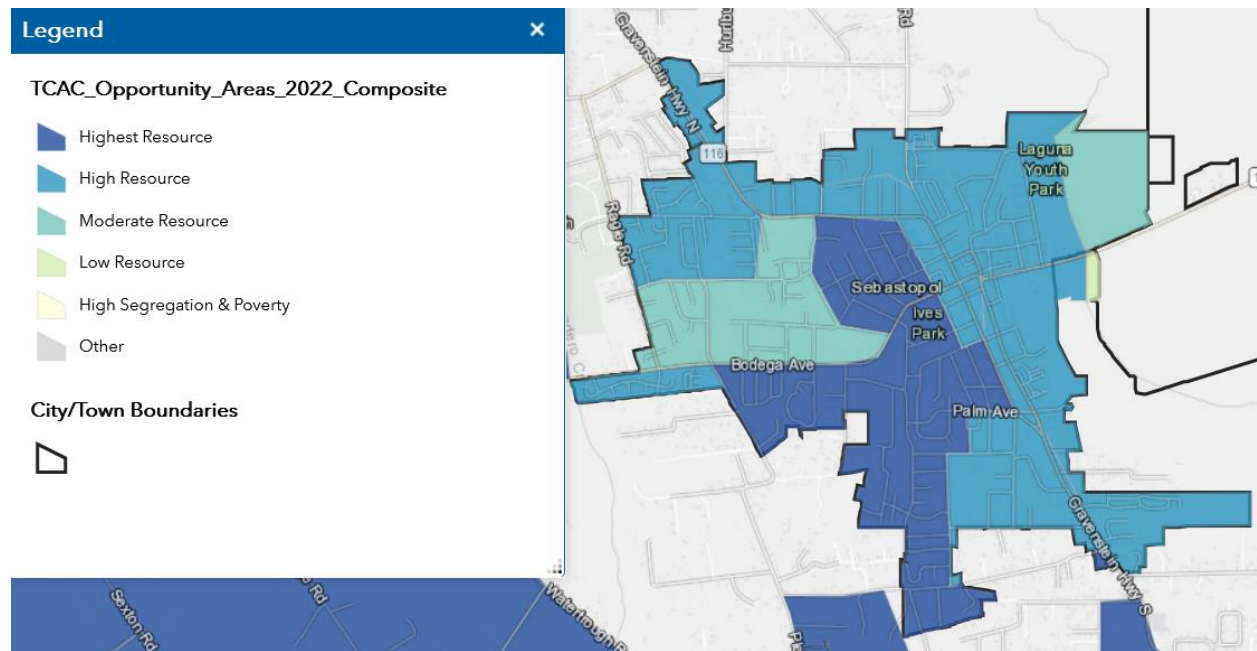 Legend
×
TCAC_Opportunity_Areas_2022_Composite
Highest Resource
High Resource
Moderate Resource
Low Resource
High Segregation & Poverty
Other
City/Town Boundaries
Gravenstein Hwy N
Rd
116
Laguna
Youth
Park
Ragle Rd
Sebastopol
Ives
Park
Bodega Ave
Palm Ave
Gravenstein Hwy S
Sexton Rd
Rd